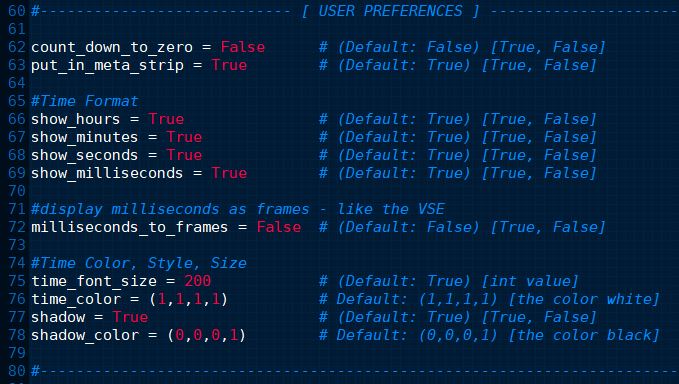 60 #---------------------------- [ USER PREFERENCES ] ---------------------
61
62 count_down_to_zero = False      # (Default: False) [True, False]
63 put_in_meta_strip = True        # (Default: True) [True, False]
64
65 #Time Format
66 show_hours = True               # (Default: True) [True, False]
67 show_minutes = True             # (Default: True) [True, False]
68 show_seconds = True             # (Default: True) [True, False]
69 show_milliseconds = True        # (Default: True) [True, False]
70
71 #display milliseconds as frames - like the VSE
72 milliseconds_to_frames = False  # (Default: False) [True, False]
73
74 #Time Color, Style, Size
75 time_font_size = 200            # (Default: True) [int value]
76 time_color = (1,1,1,1)          # Default: (1,1,1,1) [the color white]
77 shadow = True                   # (Default: True) [True, False]
78 shadow_color = (0,0,0,1)        # Default: (0,0,0,1) [the color black]
79
80 #-----------------------------------------------------------------------